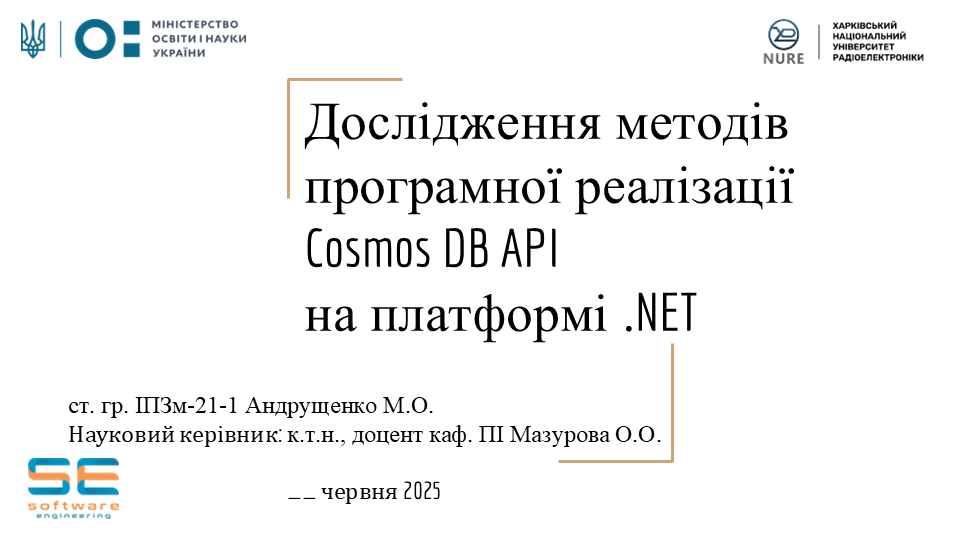 МІНІСТЕРСТВО
ОСВІТИ І НАУКИ
УКРАЇНИ
NURE
ХАРКІВСЬКИЙ
НАЦІОНАЛЬНИЙ
УНІВЕРСИТЕТ
РАДІОЕЛЕКТРОНІКИ
Дослідження методів
програмної реалізації
Cosmos DB API
на платформі .NET
ст. гр. ІПЗм-21-1 Андрущенко М.О.
Науковий керівник: к.т.н., доцент каф. ПІ Мазурова О.О.
SE
software
engineering
__ червня 2025